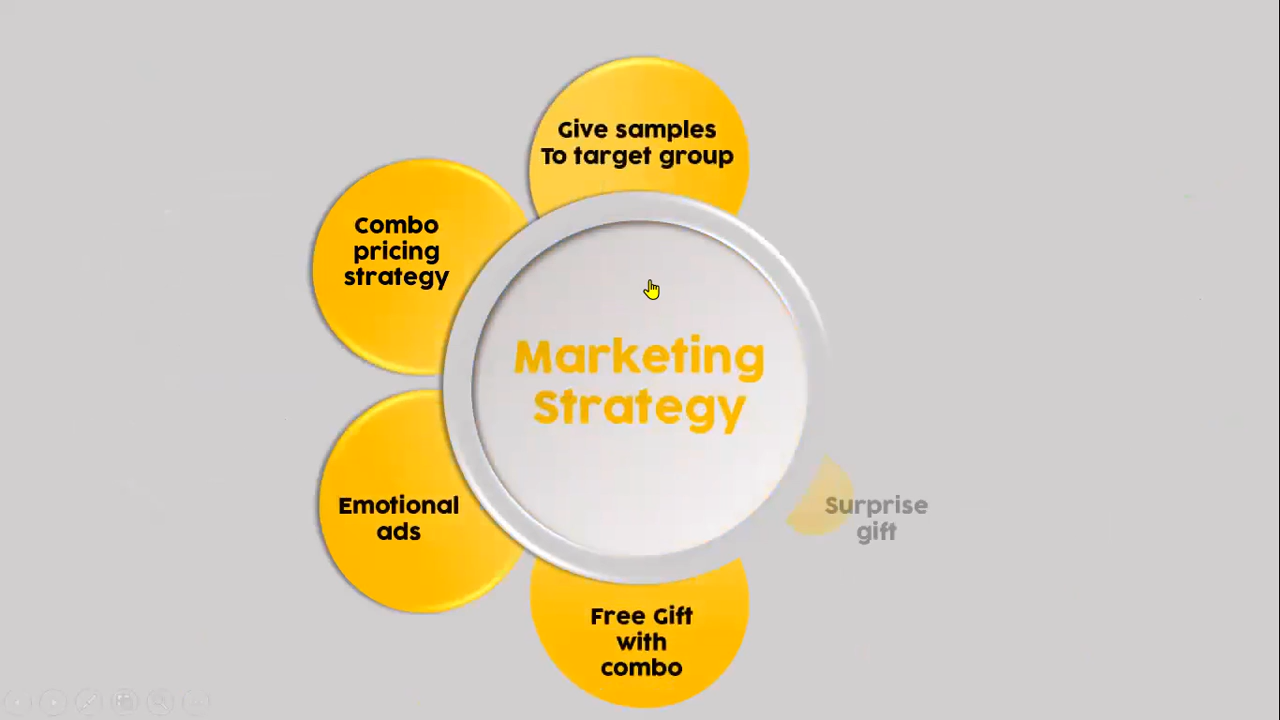 Give samples
To target group
Combo
pricing
strategy
Marketing
Strategy
Emotional
ads
Surprise
gift
Free Gift
with
combo